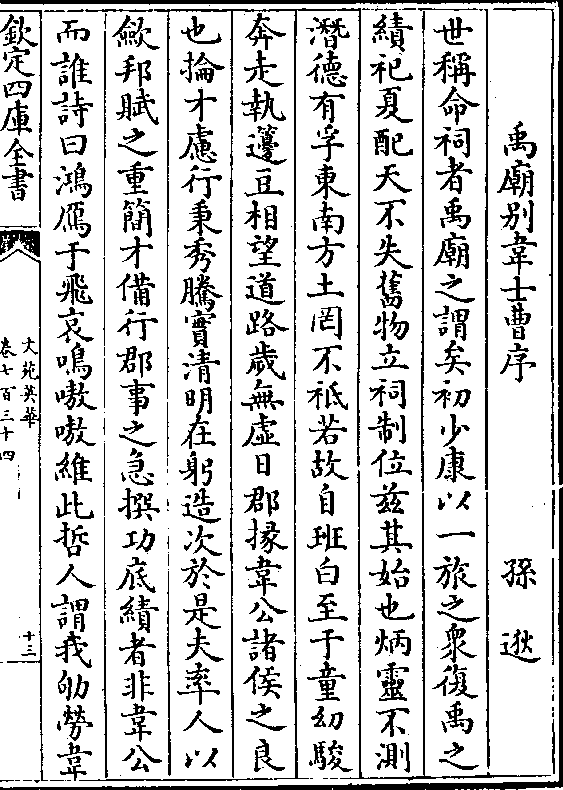 禹廟别韋士曹序
孫逖
世稱命祠者禹廟之謂矣初少康以一旅之衆復禹之
績祀夏配天不失舊物立祠制位兹其始也炳靈不測
潛德有孚東南方土罔不祇若故自班白至于童幼駿
奔走執籩豆相望道路歲無虛日郡掾韋公諸侯之良
也掄才慮行秉秀騰實清明在躬造次於是夫率人以
斂邦賦之重簡才備行郡事之急撰功底績者非韋公
而誰詩曰鴻鴈于飛哀鳴嗷嗷維此哲人謂我劬勞韋
欽定四庫全書
文苑英華
卷七百三十四
十三